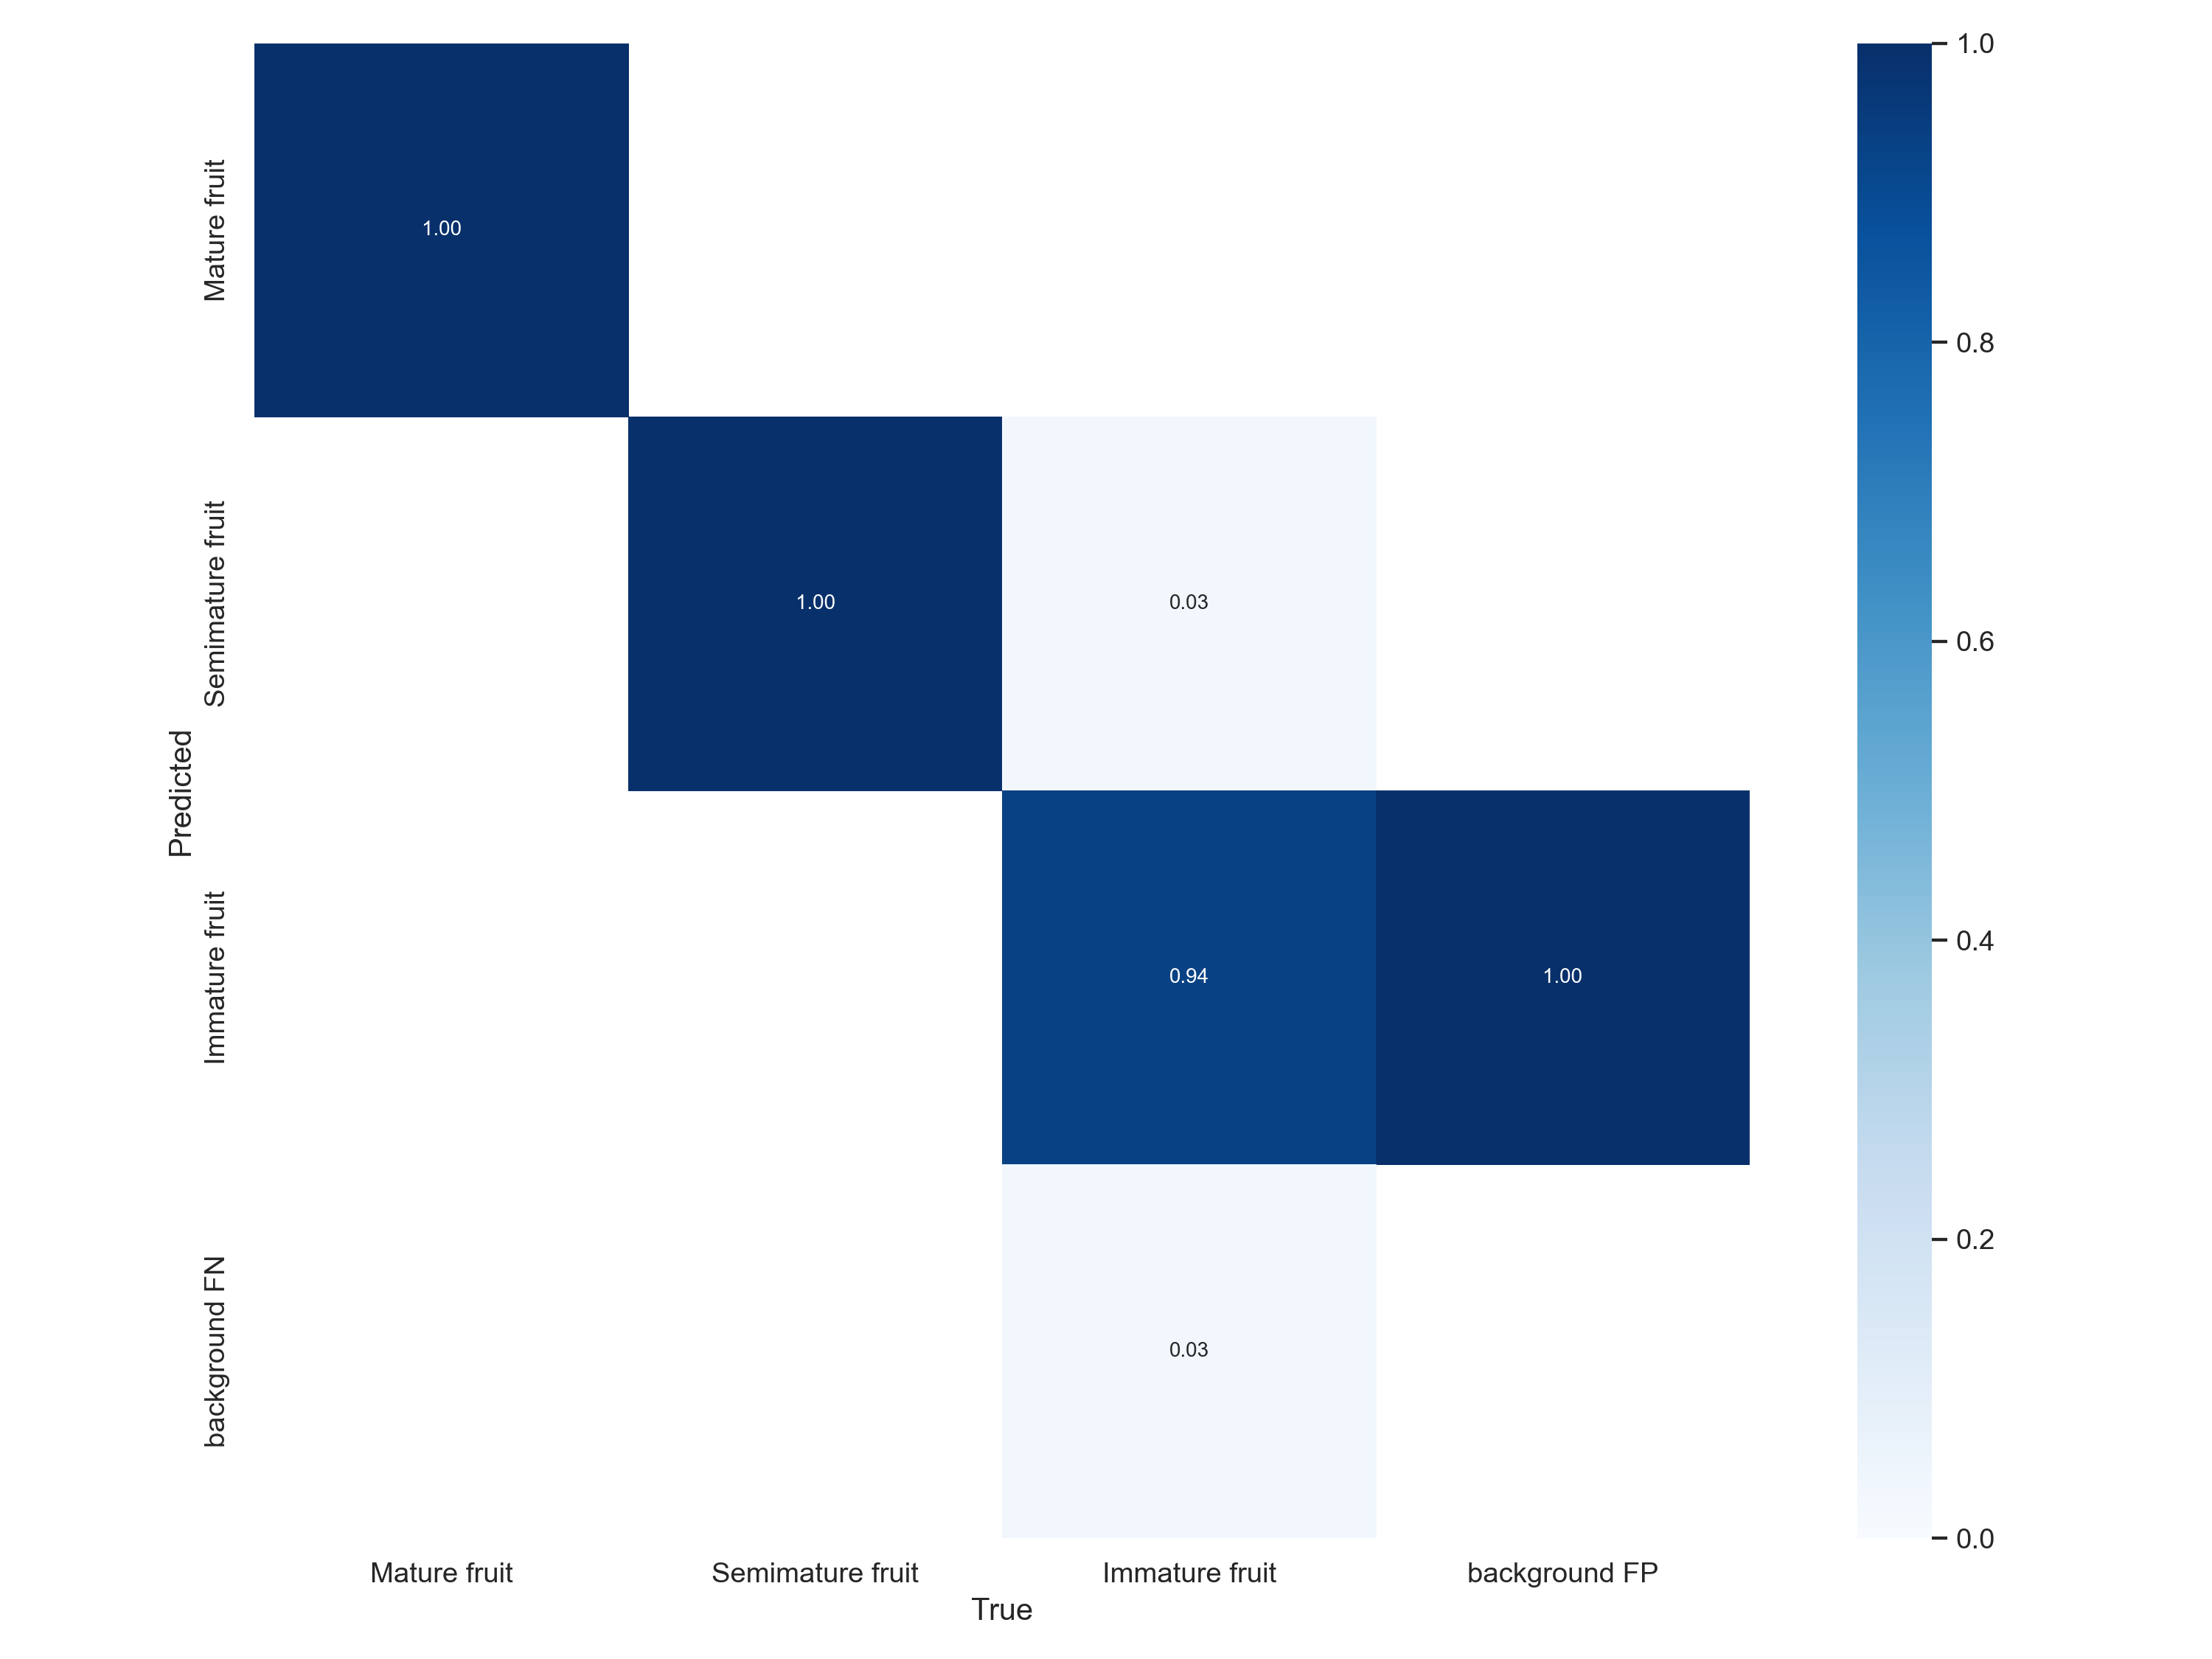 Predicted
Mature fruit
1.00
Semimature fruit
1.00
0.03
Immature fruit
0.94
1.00
background FN
0.03
Mature fruit
Semimature fruit
Immature fruit
background FP
True
1.0
0.8
0.6
0.4
0.2
0.0